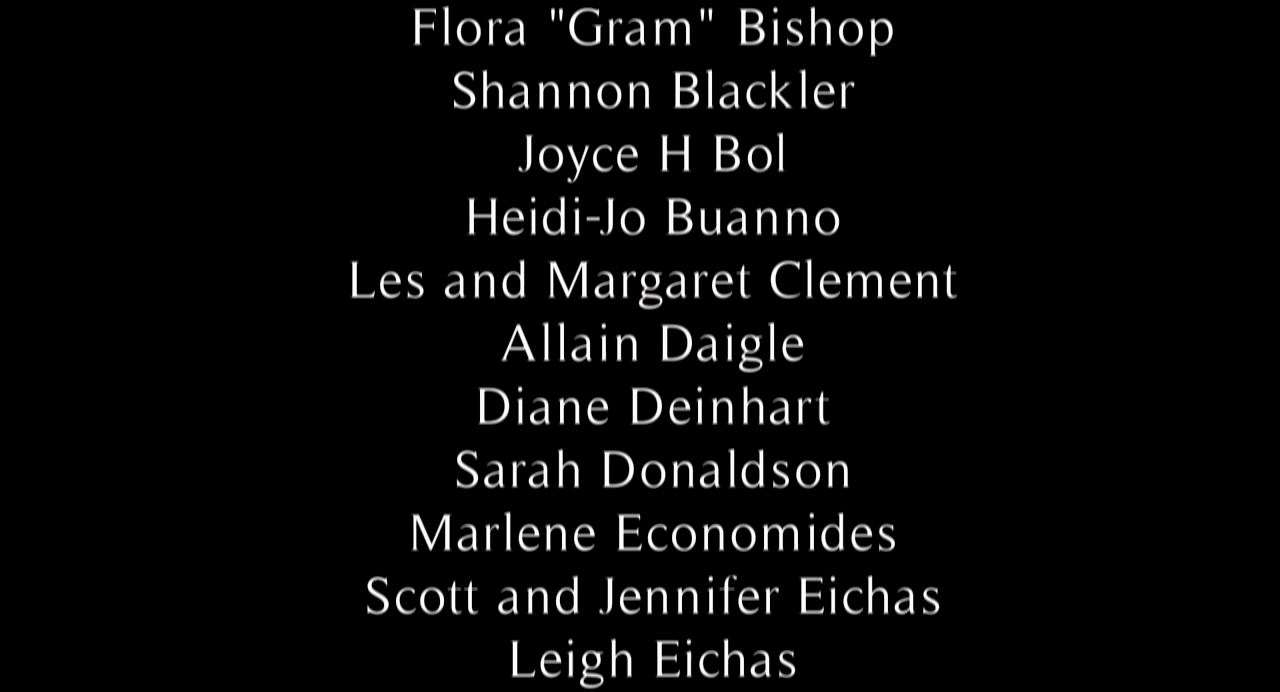 Flora "Gram" Bishop
Shannon Blackler
Joyce H Bol
Heidi-Jo Buanno
Les and Margaret Clement
Allain Daigle
Diane Deinhart
Sarah Donaldson
Marlene Economides
Scott and Jennifer Eichas
Leigh Eichas